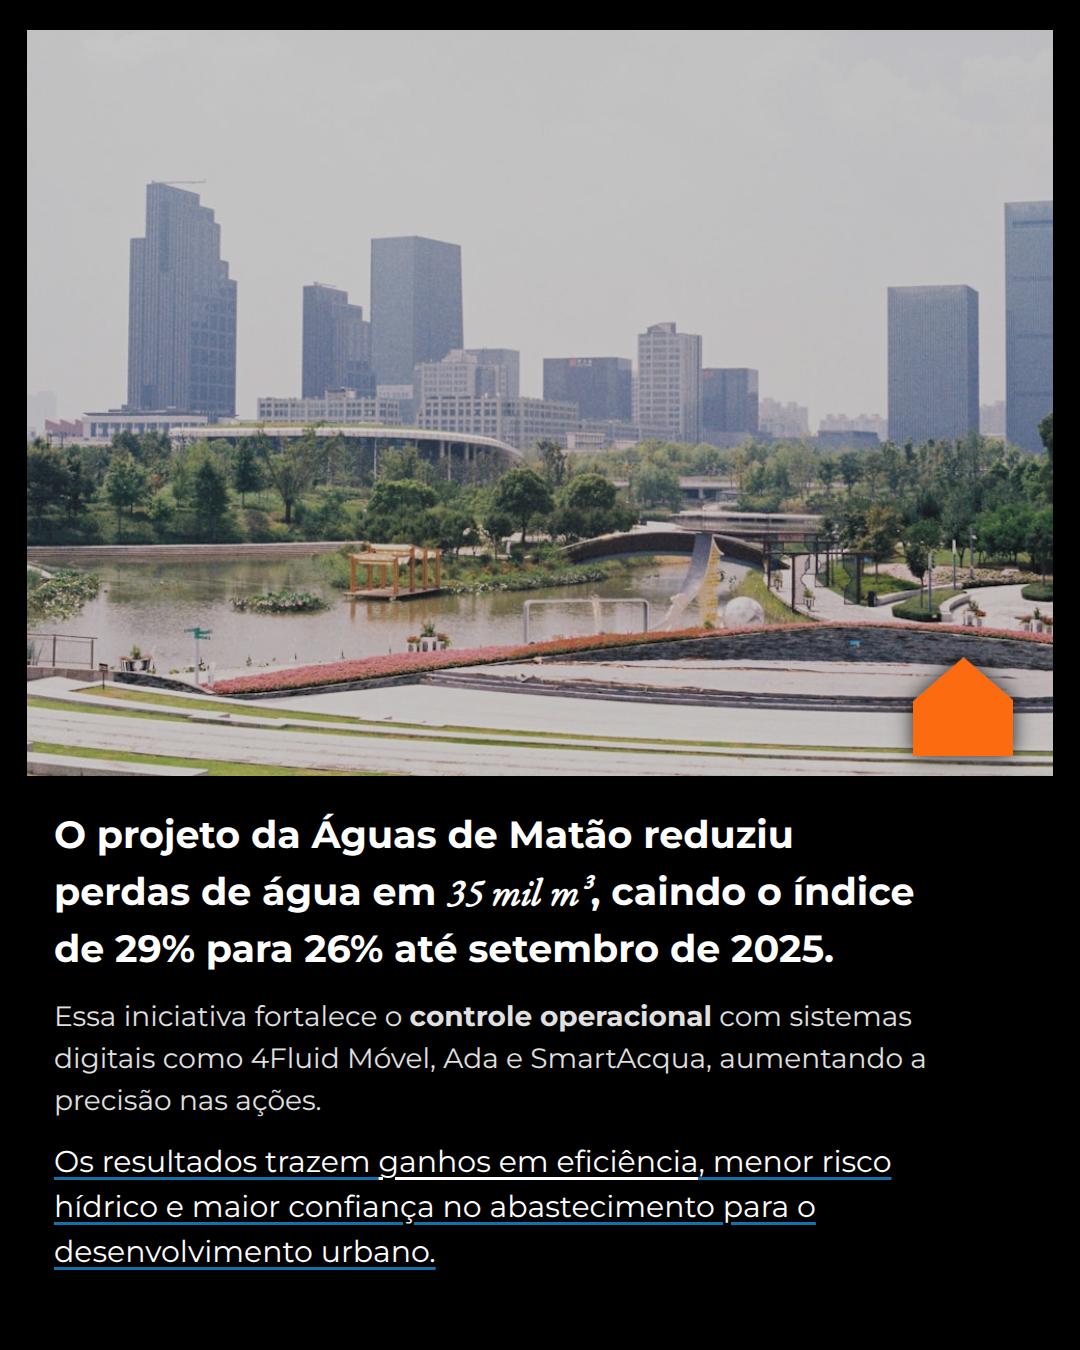 O projeto da Águas de Matão reduziu
perdas de água em 35 mil m³, caindo o índice
de 29% para 26% até setembro de 2025.
Essa iniciativa fortalece o controle operacional com sistemas
digitais como 4Fluid Móvel, Ada e SmartAcqua, aumentando a
precisão nas ações.
Os resultados trazem ganhos em eficiência, menor risco
hídrico e maior confiança no abastecimento para o
desenvolvimento urbano.